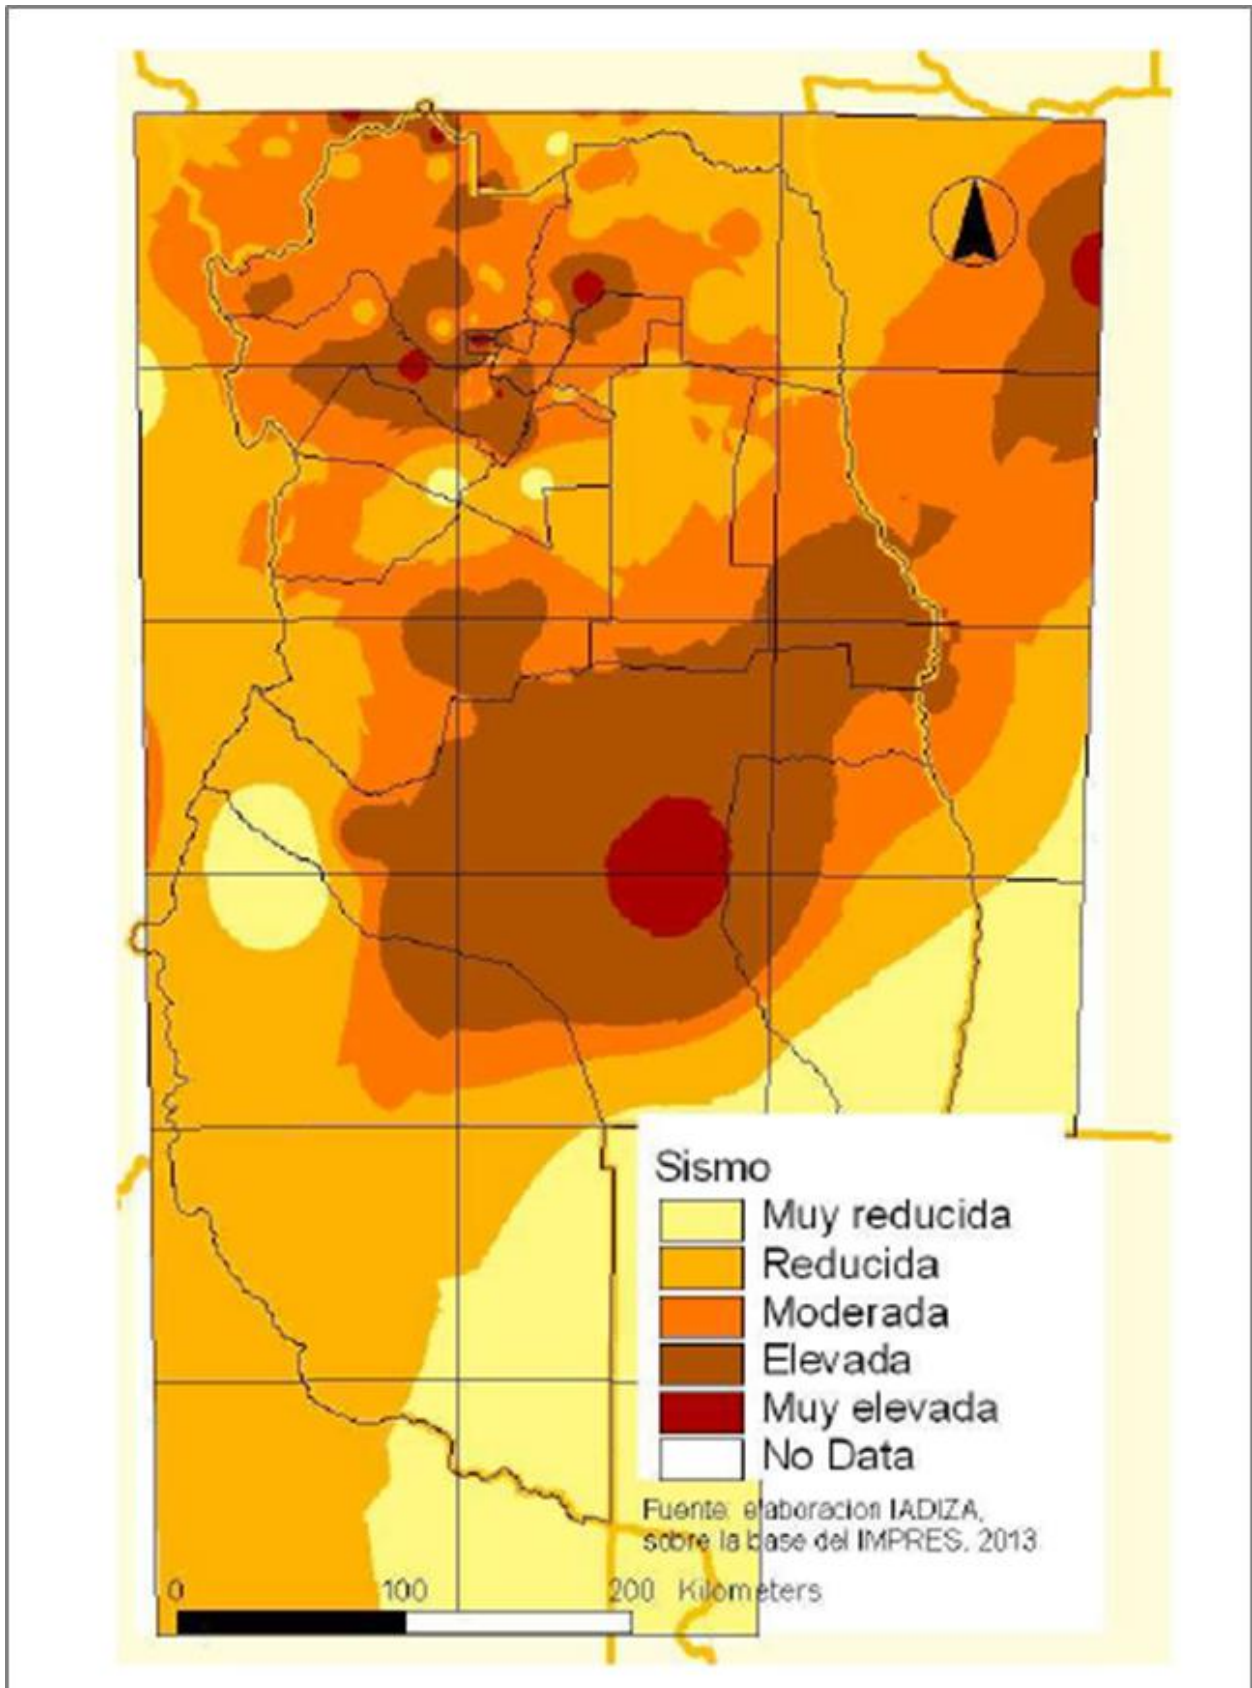 Sismo
Muy reducida
Reducida
Moderada
Elevada
Muy elevada
No Data
Fuente: elaboracion IADIZA,
sobre la base del IMPRES, 2013
0 100 200 Kilometers